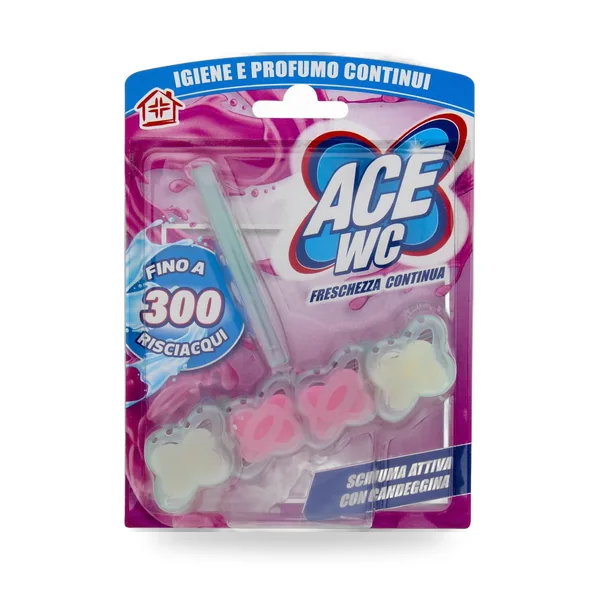 IGIENE E PROFUMO CONTINUI
ACE
WC
FRESCHEZZA CONTINUA
FINO A
300
RISCIACQUI
SCHIUMA ATTIVA
CON CANDEGGINA